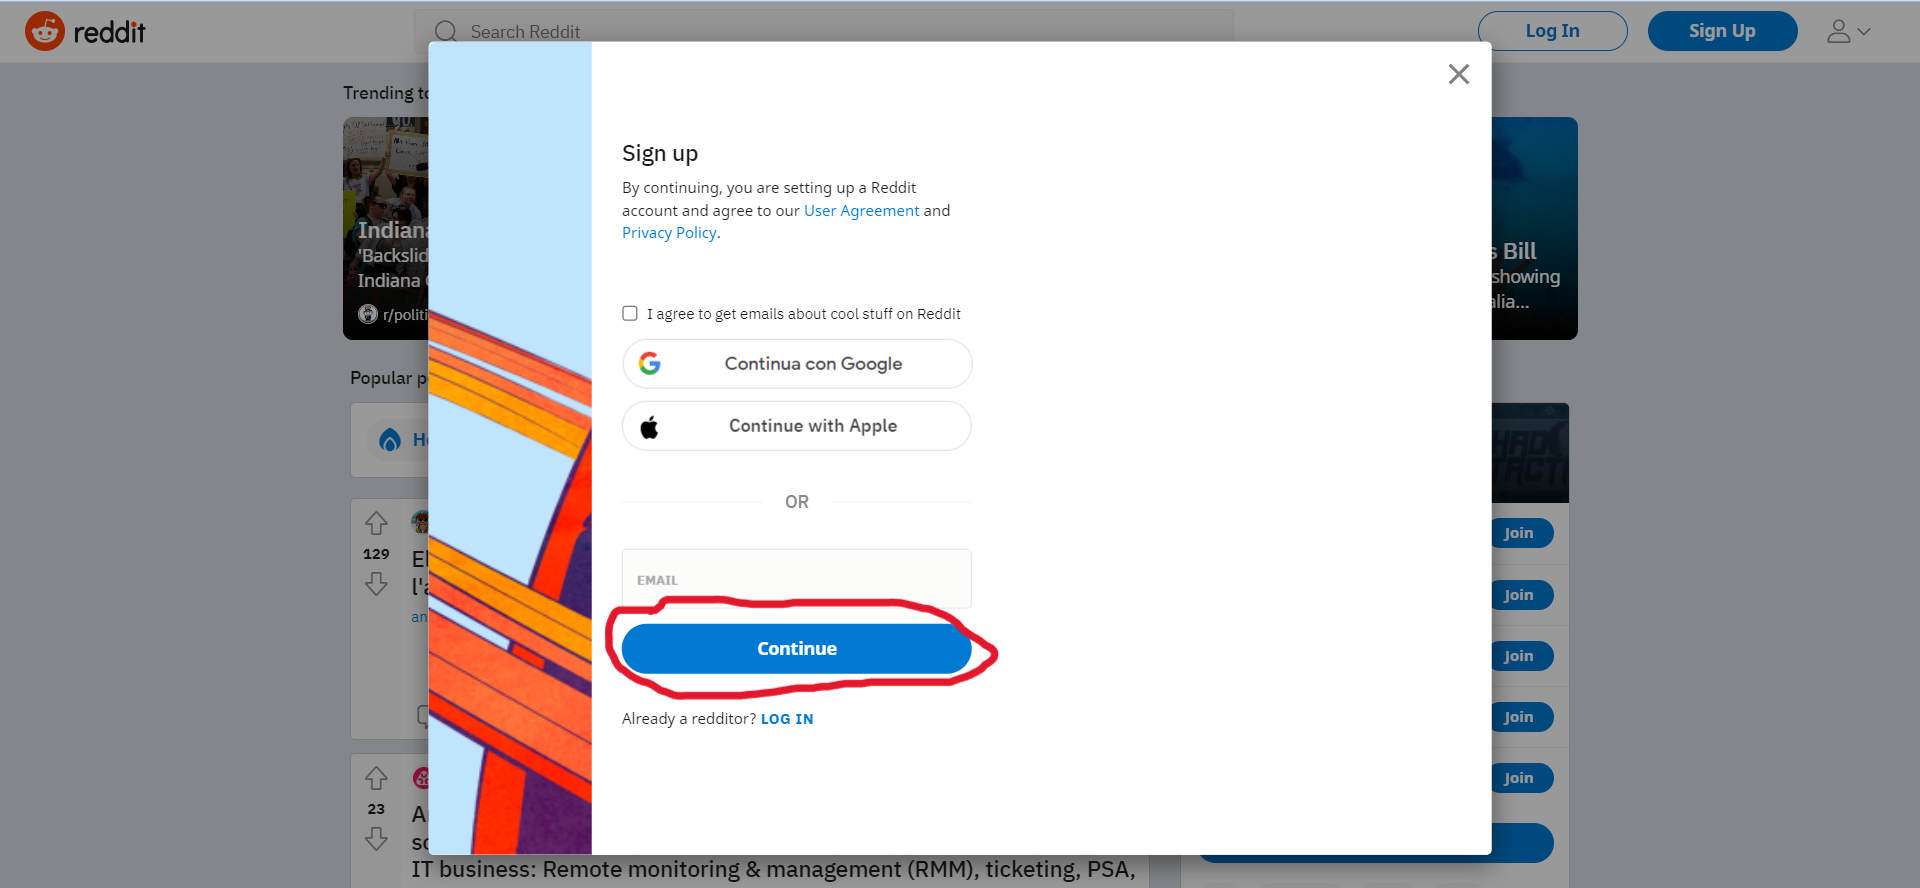 reddit
Search Reddit
Log In
Sign Up
Trending
Indiana
Indiana
r/politi
s Bill
showing
alia...
Popular
Sign up
By continuing, you are setting up a Reddit
account and agree to our User Agreement and
Privacy Policy.
I agree to get emails about cool stuff on Reddit
Continua con Google
Continue with Apple
OR
EMAIL
Continue
Already a redditor? LOG IN
129
El
l'a
an
Join
Join
Join
Join
Join
23
A
so
IT business: Remote monitoring & management (RMM), ticketing, PSA,